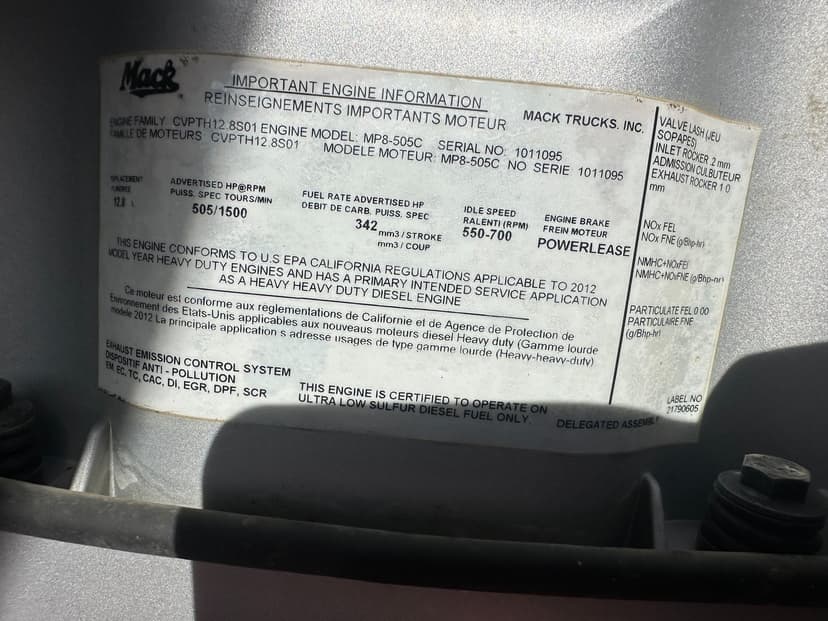 Mack
IMPORTANT ENGINE INFORMATION
REINSEIGNEMENTS IMPORTANTS MOTEUR
MACK TRUCKS. INC.
ENGINE FAMILY CVPTH12.8S01 ENGINE MODEL: MP8-505C SERIAL NO: 1011095
FAMILLE DE MOTEURS CVPTH12.8S01 MODELE MOTEUR: MP8-505C NO SERIE 1011095
ADVERTISED HP@RPM
PUISS. SPEC TOURS/MIN
505/1500
12.8 L
FUEL RATE ADVERTISED HP
DEBIT DE CARB. PUISS. SPEC
342 mm3 / STROKE
mm3 / COUP
IDLE SPEED
RALENTI (RPM)
550-700
ENGINE BRAKE
FREIN MOTEUR
POWERLEASE
THIS ENGINE CONFORMS TO U.S EPA CALIFORNIA REGULATIONS APPLICABLE TO 2012
MODEL YEAR HEAVY DUTY ENGINES AND HAS A PRIMARY INTENDED SERVICE APPLICATION
AS A HEAVY HEAVY DUTY DIESEL ENGINE
Ce moteur est conforme aux reglementations de Californie et de Agence de Protection de
Environnement des Etats-Unis applicables aux nouveaux moteurs diesel Heavy duty (Gamme lourde
modele 2012 La principale application s adresse usages de type gamme lourde (Heavy-heavy-duty)
EXHAUST EMISSION CONTROL SYSTEM
DISPOSITIF ANTI - POLLUTION
EM, EC, TC, CAC, DI, EGR, DPF, SCR
THIS ENGINE IS CERTIFIED TO OPERATE ON
ULTRA LOW SULFUR DIESEL FUEL ONLY.
DELEGATED ASSEMBLY
VALVE LASH (JEU
SOPAPES)
INLET ROCKER .2 mm
ADMISSION CULBUTEUR
EXHAUST ROCKER 1 0
mm
NOx FEL
NOx FNE (g/Bhp-hr)
NMHC+NOxFEl
NMHC+NOxFNE (g/Bhp-hr)
PARTICULATE FEL 0 00
PARTICULAIRE FNE
(g/Bhp-hr)
LABEL NO
21790605